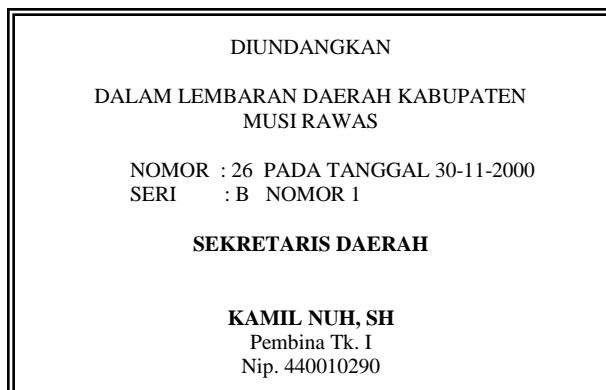 DIUNDANGKAN
DALAM LEMBARAN DAERAH KABUPATEN
MUSI RAWAS
NOMOR : 26 PADA TANGGAL 30-11-2000
SERI : B NOMOR 1
SEKRETARIS DAERAH
KAMIL NUH, SH
Pembina Tk. I
Nip. 440010290